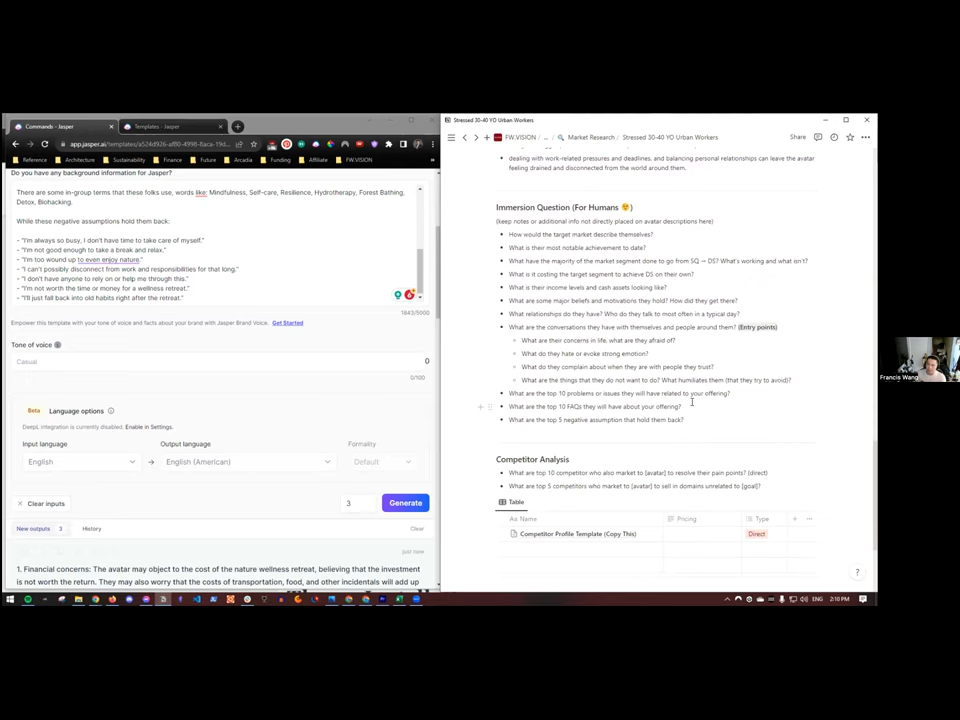 Commands - Jasper
Templates - Jasper
app.jasper.ai/templates/a524d926-af80-4998-8aca-19d...
Reference
Architecture
Sustainability
Finance
Future
Arcadia
Funding
Affiliate
FW.VISION
Do you have any background information for Jasper?
There are some in-group terms that these folks use, words like: Mindfulness, Self-care, Resilience, Hydrotherapy, Forest Bathing,
Detox, Biohacking.
While these negative assumptions hold them back:
- "I'm always so busy, I don't have time to take care of myself."
- "I'm not good enough to take a break and relax."
- "I'm too wound up to even enjoy nature."
- "I can't possibly disconnect from work and responsibilities for that long."
- "I don't have anyone to rely on or help me through this."
- "I'm not worth the time or money for a wellness retreat."
- "I'll just fall back into old habits right after the retreat."
1843/5000
Empower this template with your tone of voice and facts about your brand with Jasper Brand Voice. Get Started
Tone of voice
Casual
0
0/100
Beta Language options
DeepL integration is currently disabled. Enable in Settings.
Input language
Output language
Formality
English
English (American)
Default
Clear inputs
3
Generate
New outputs 3
History
Clear
just now
1. Financial concerns: The avatar may object to the cost of the nature wellness retreat, believing that the investment
is not worth the return. They may also worry that the costs of transportation, food, and other incidentals will add up
Stressed 30-40 YO Urban Workers
FW.VISION / ... / Market Research / Stressed 30-40 YO Urban Workers
Share
dealing with work-related pressures and deadlines, and balancing personal relationships can leave the avatar
feeling drained and disconnected from the world around them.
Immersion Question (For Humans 😗)
(keep notes or additional info not directly placed on avatar descriptions here)
How would the target market describe themselves?
What is their most notable achievement to date?
What have the majority of the market segment done to go from SQ → DS? What's working and what isn't?
What is it costing the target segment to achieve DS on their own?
What is their income levels and cash assets looking like?
What are some major beliefs and motivations they hold? How did they get there?
What relationships do they have? Who do they talk to most often in a typical day?
What are the conversations they have with themselves and people around them? (Entry points)
What are their concerns in life, what are they afraid of?
What do they hate or evoke strong emotion?
What do they complain about when they are with people they trust?
What are the things that they do not want to do? What humiliates them (that they try to avoid)?
What are the top 10 problems or issues they will have related to your offering?
What are the top 10 FAQs they will have about your offering?
What are the top 5 negative assumption that hold them back?
Competitor Analysis
What are top 10 competitor who also market to [avatar] to resolve their pain points? (direct)
What are top 5 competitors who market to [avatar] to sell in domains unrelated to [goal]?
Table
Aa Name
Pricing
Type
Competitor Profile Template (Copy This)
Direct
?
ENG
2:10 PM
Francis Wang